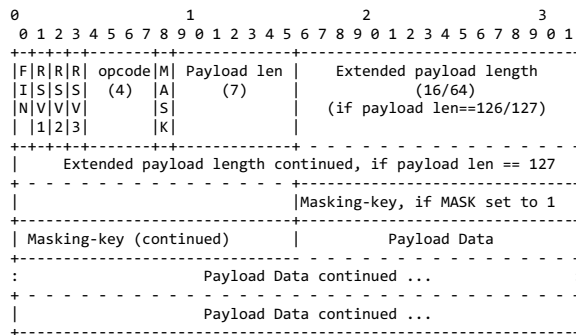 0                   1                   2                   3
 0 1 2 3 4 5 6 7 8 9 0 1 2 3 4 5 6 7 8 9 0 1 2 3 4 5 6 7 8 9 0 1
+-+-+-+-+-------+-+-------------+-------------------------------
|F|R|R|R| opcode|M| Payload len |    Extended payload length
|I|S|S|S|  (4)  |A|     (7)     |             (16/64)
|N|V|V|V|       |S|             |   (if payload len==126/127)
| |1|2|3|       |K|             |
+-+-+-+-+-------+-+-------------+ - - - - - - - - - - - - - - -
|     Extended payload length continued, if payload len == 127
+ - - - - - - - - - - - - - - - +-------------------------------
|                               |Masking-key, if MASK set to 1
+-------------------------------+-------------------------------
| Masking-key (continued)       |          Payload Data
+-------------------------------- - - - - - - - - - - - - - - -
:                     Payload Data continued ...
+ - - - - - - - - - - - - - - - - - - - - - - - - - - - - - - -
|                     Payload Data continued ...
+---------------------------------------------------------------